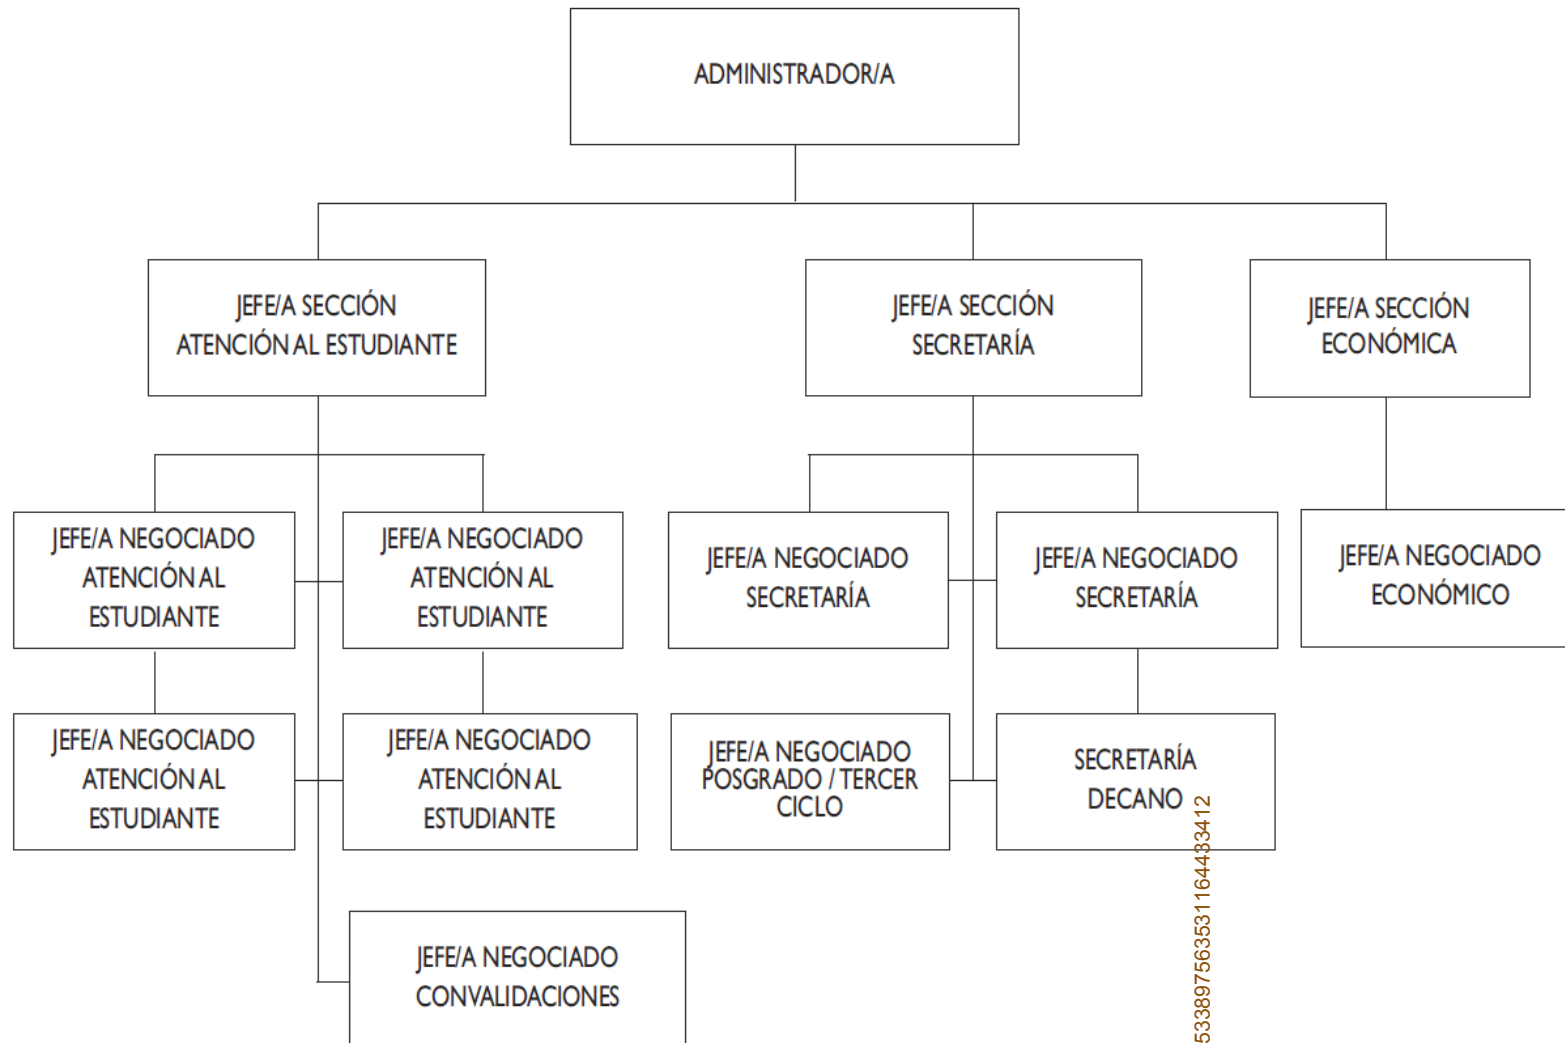 ADMINISTRADOR/A
JEFE/A SECCIÓN
ATENCIÓN AL ESTUDIANTE
JEFE/A SECCIÓN
SECRETARÍA
JEFE/A SECCIÓN
ECONÓMICA
JEFE/A NEGOCIADO
ATENCIÓN AL
ESTUDIANTE
JEFE/A NEGOCIADO
ATENCIÓN AL
ESTUDIANTE
JEFE/A NEGOCIADO
SECRETARÍA
JEFE/A NEGOCIADO
SECRETARÍA
JEFE/A NEGOCIADO
ECONÓMICO
JEFE/A NEGOCIADO
ATENCIÓN AL
ESTUDIANTE
JEFE/A NEGOCIADO
ATENCIÓN AL
ESTUDIANTE
JEFE/A NEGOCIADO
POSGRADO / TERCER
CICLO
SECRETARÍA
DECANO
JEFE/A NEGOCIADO
CONVALIDACIONES
533897563531164433412